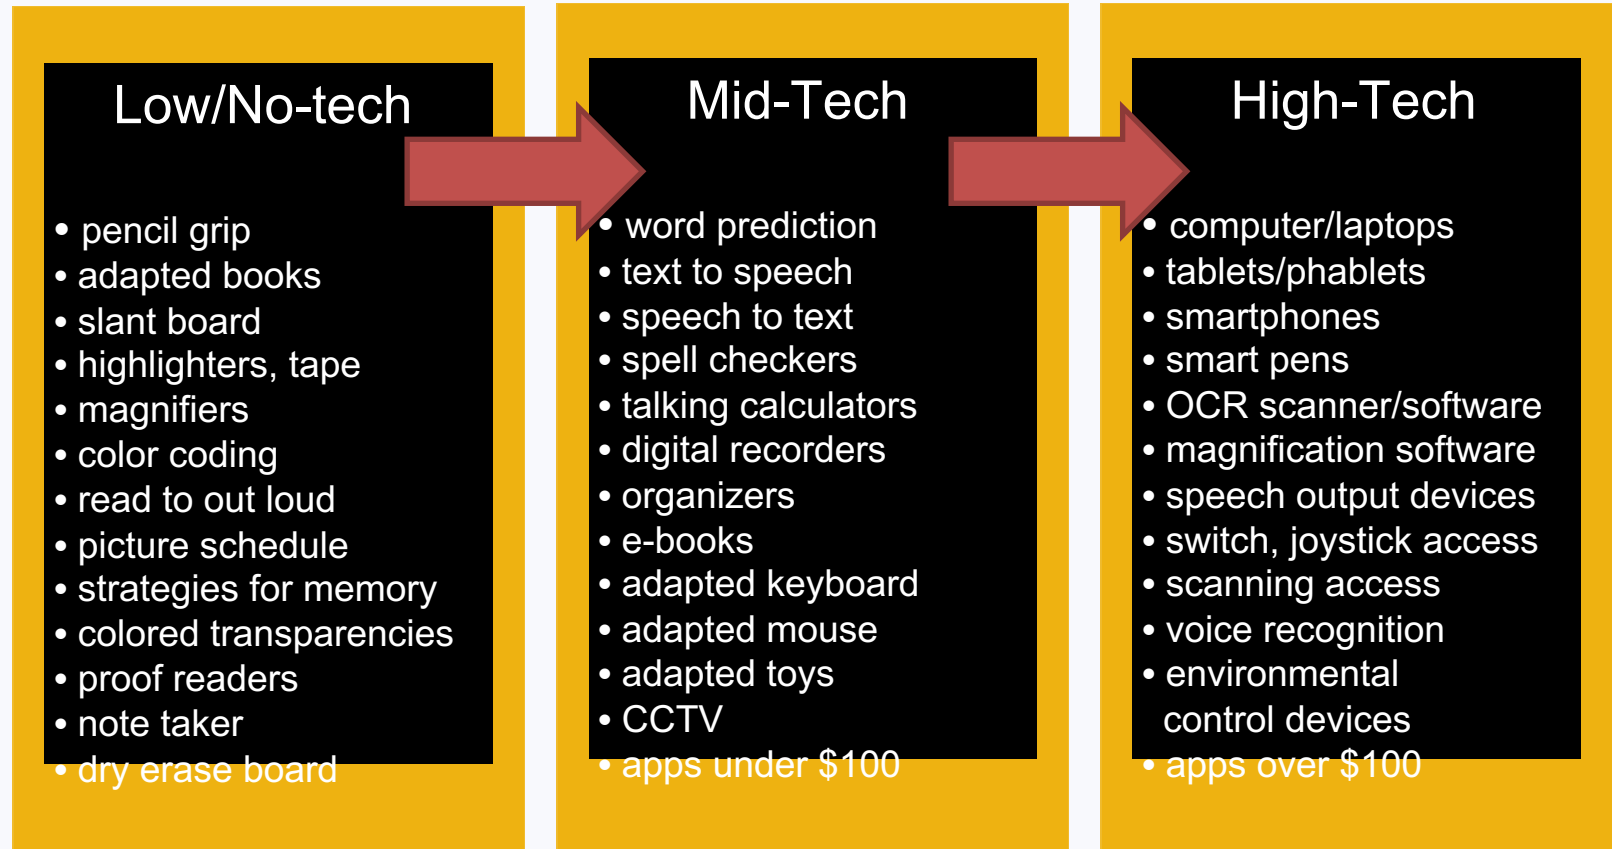 Low/No-tech
• pencil grip
• adapted books
• slant board
• highlighters, tape
• magnifiers
• color coding
• read to out loud
• picture schedule
• strategies for memory
• colored transparencies
• proof readers
• note taker
• dry erase board
Mid-Tech
• word prediction
• text to speech
• speech to text
• spell checkers
• talking calculators
• digital recorders
• organizers
• e-books
• adapted keyboard
• adapted mouse
• adapted toys
• CCTV
• apps under $100
High-Tech
• computer/laptops
• tablets/phablets
• smartphones
• smart pens
• OCR scanner/software
• magnification software
• speech output devices
• switch, joystick access
• scanning access
• voice recognition
• environmental
control devices
• apps over $100